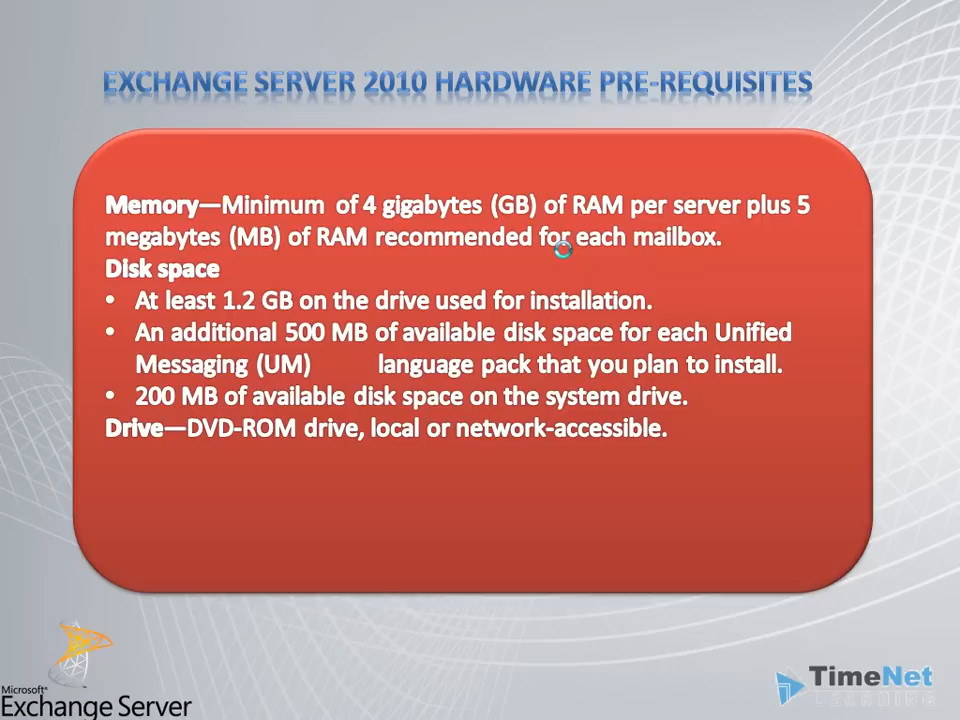 EXCHANGE SERVER 2010 HARDWARE PRE-REQUISITES
Memory—Minimum of 4 gigabytes (GB) of RAM per server plus 5
megabytes (MB) of RAM recommended for each mailbox.
Disk space
• At least 1.2 GB on the drive used for installation.
• An additional 500 MB of available disk space for each Unified
Messaging (UM) language pack that you plan to install.
• 200 MB of available disk space on the system drive.
Drive—DVD-ROM drive, local or network-accessible.
Microsoft®
Exchange Server
TimeNet
LEARNING